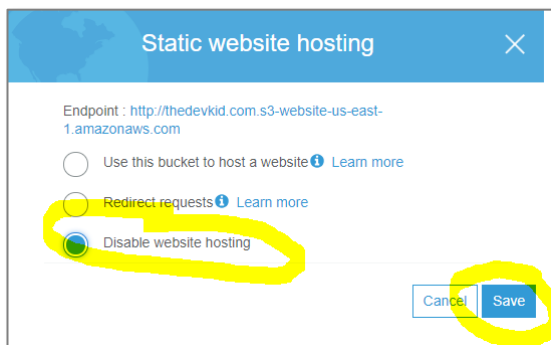 Static website hosting
Endpoint : http://thedevkid.com.s3-website-us-east-
1.amazonaws.com
Use this bucket to host a website Learn more
Redirect requests Learn more
Disable website hosting
Cancel Save